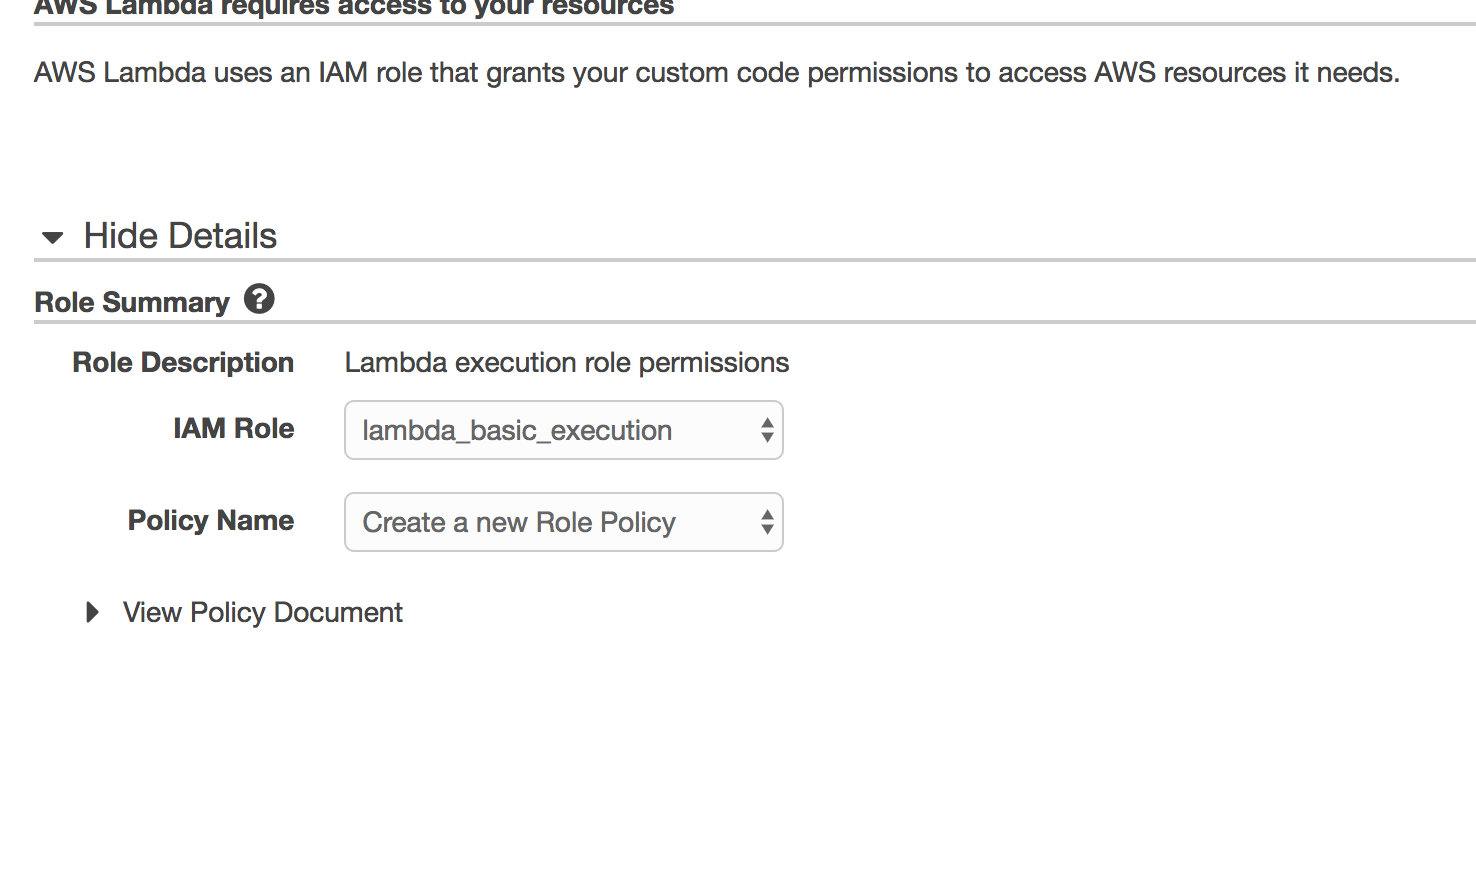 AWS Lambda requires access to your resources
AWS Lambda uses an IAM role that grants your custom code permissions to access AWS resources it needs.
Hide Details
Role Summary ?
Role Description Lambda execution role permissions
IAM Role lambda_basic_execution
Policy Name Create a new Role Policy
View Policy Document